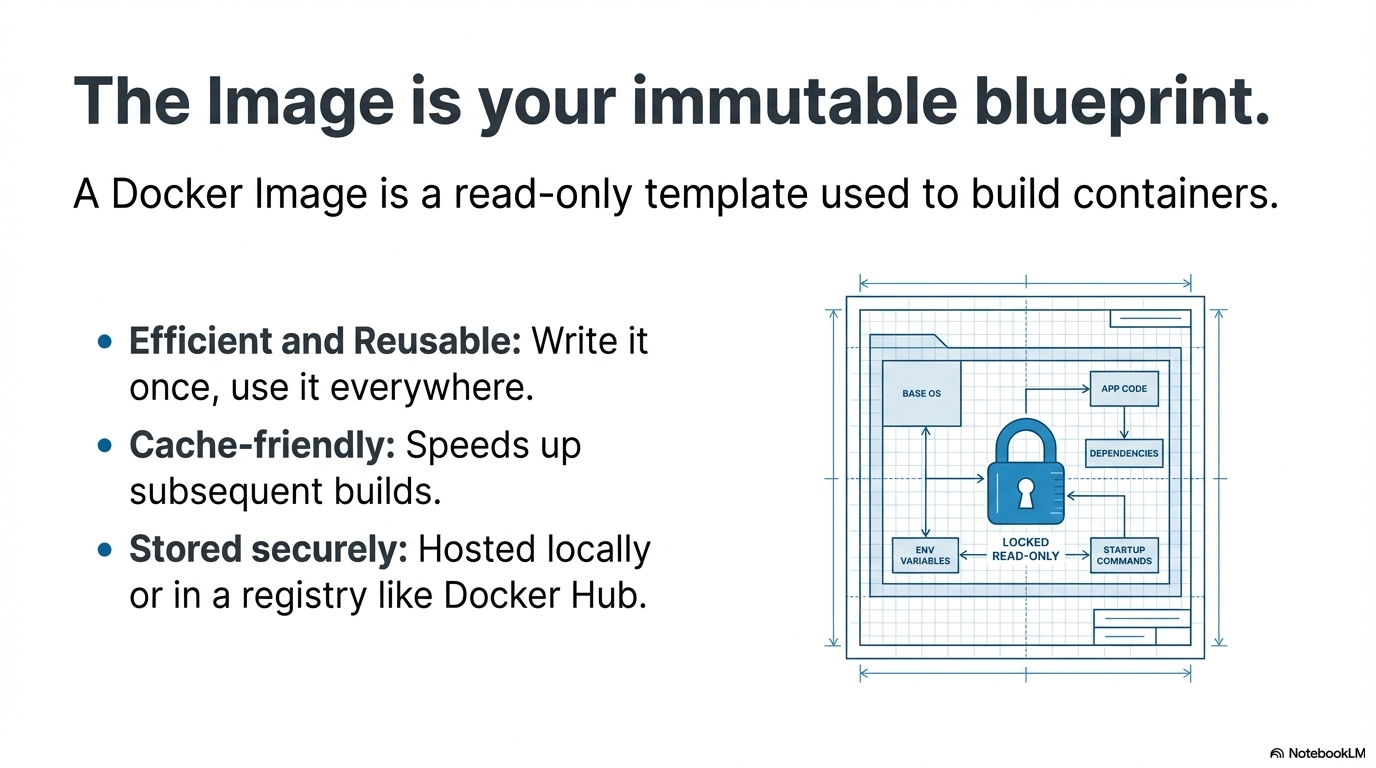 The Image is your immutable blueprint.
A Docker Image is a read-only template used to build containers.
• Efficient and Reusable: Write it
once, use it everywhere.
• Cache-friendly: Speeds up
subsequent builds.
• Stored securely: Hosted locally
or in a registry like Docker Hub.
BASE OS
APP CODE
DEPENDENCIES
ENV
VARIABLES
LOCKED
READ-ONLY
STARTUP
COMMANDS
NotebookLM